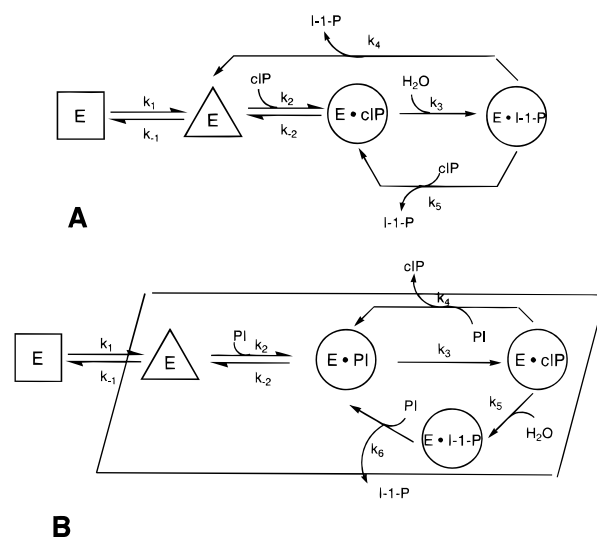 I-1-P
k4
cIP
k2
H2O
k1
k3
E
E
E • cIP
E • I-1-P
k-1
k-2
cIP
k5
I-1-P
A
cIP
k4
k1
PI
k2
PI
k3
E
E
E • PI
E • cIP
k-1
k-2
k5
PI
H2O
E • I-1-P
k6
I-1-P
B